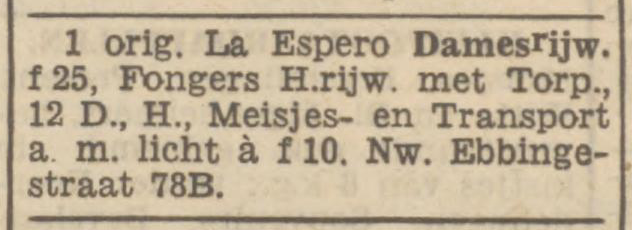 1 orig. La Espero Damesrijw.
f 25, Fongers H.rijw. met Torp.,
12 D., H., Meisjes- en Transport
a. m. licht à f 10. Nw. Ebbinge-
straat 78B.